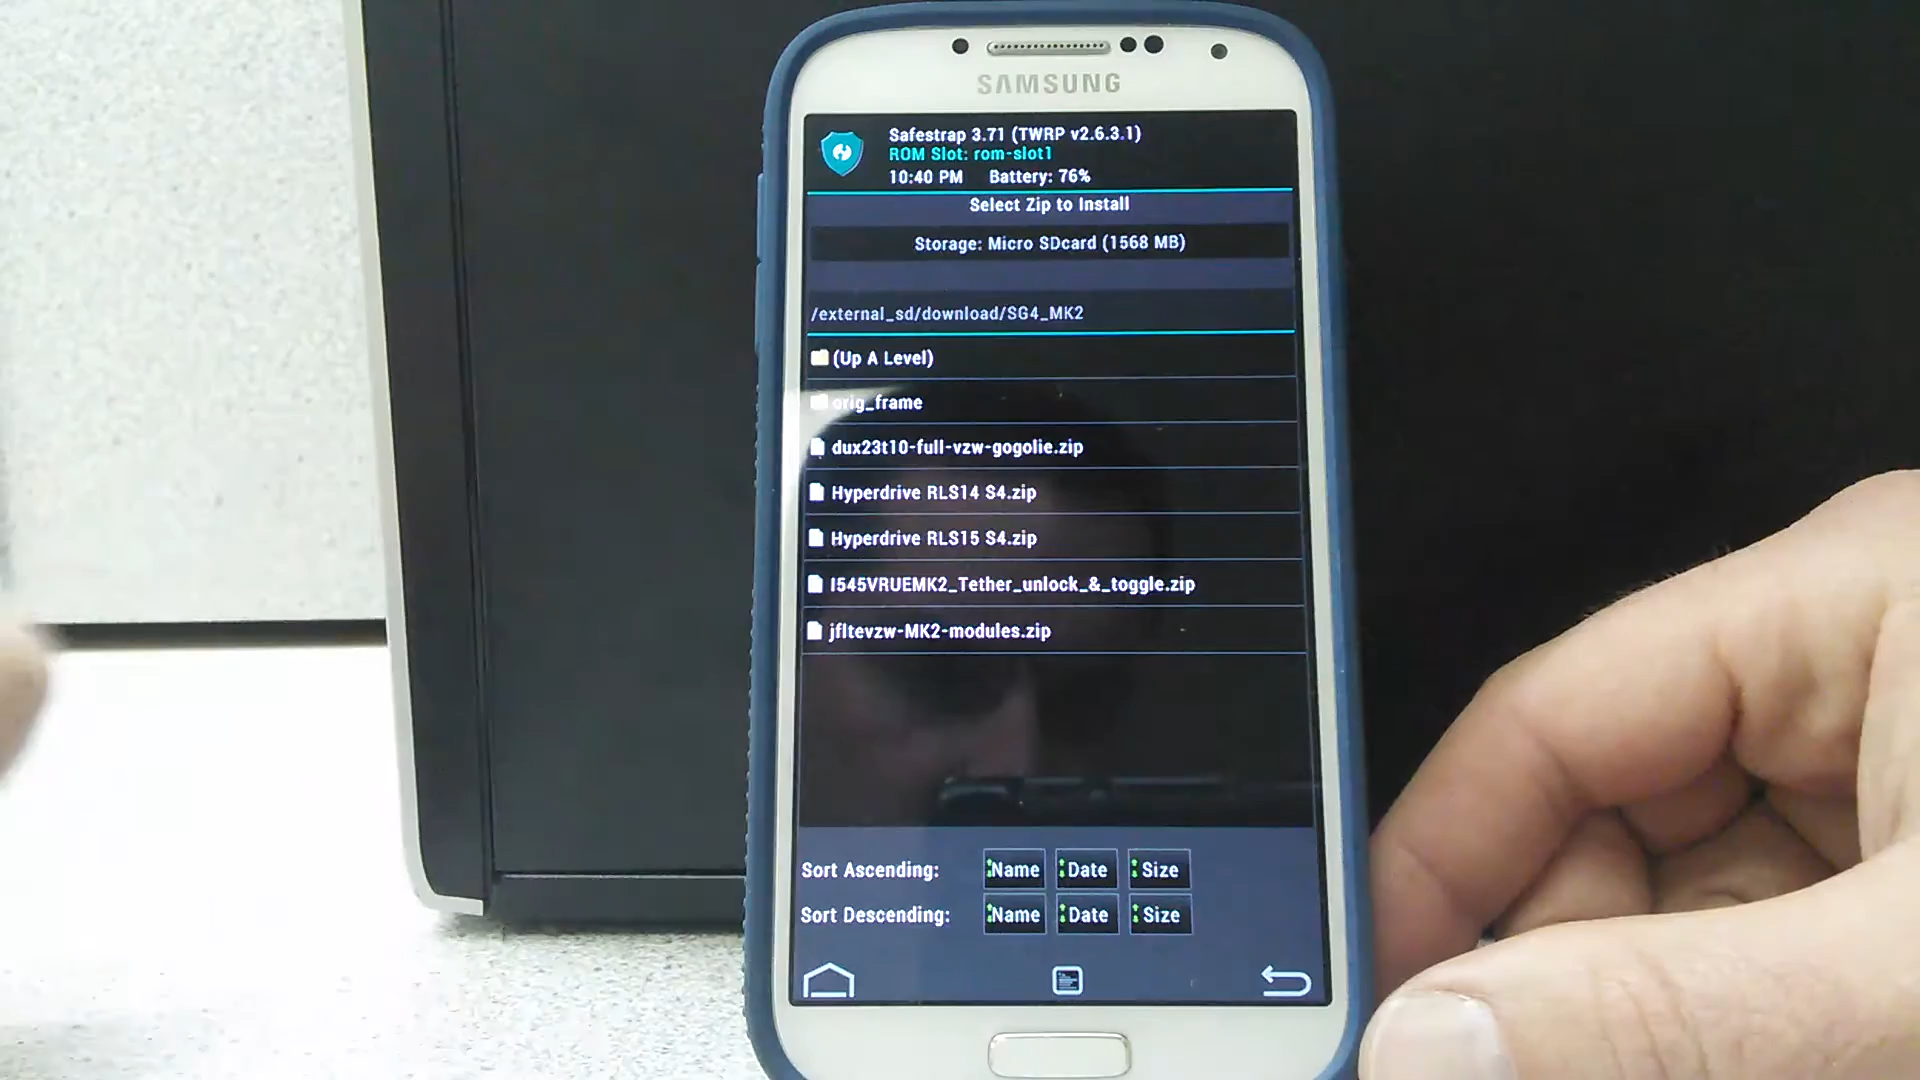 SAMSUNG
Safestrap 3.71 (TWRP v2.6.3.1)
ROM Slot: rom-slot1
10:40 PM Battery: 76%
Select Zip to Install
Storage: Micro SDcard (1568 MB)
/external_sd/download/SG4_MK2
(Up A Level)
orig_frame
dux23t10-full-vzw-gogolie.zip
Hyperdrive RLS14 S4.zip
Hyperdrive RLS15 S4.zip
I545VRUEMK2_Tether_unlock_&_toggle.zip
jfltevzw-MK2-modules.zip
Sort Ascending: Name Date Size
Sort Descending: Name Date Size